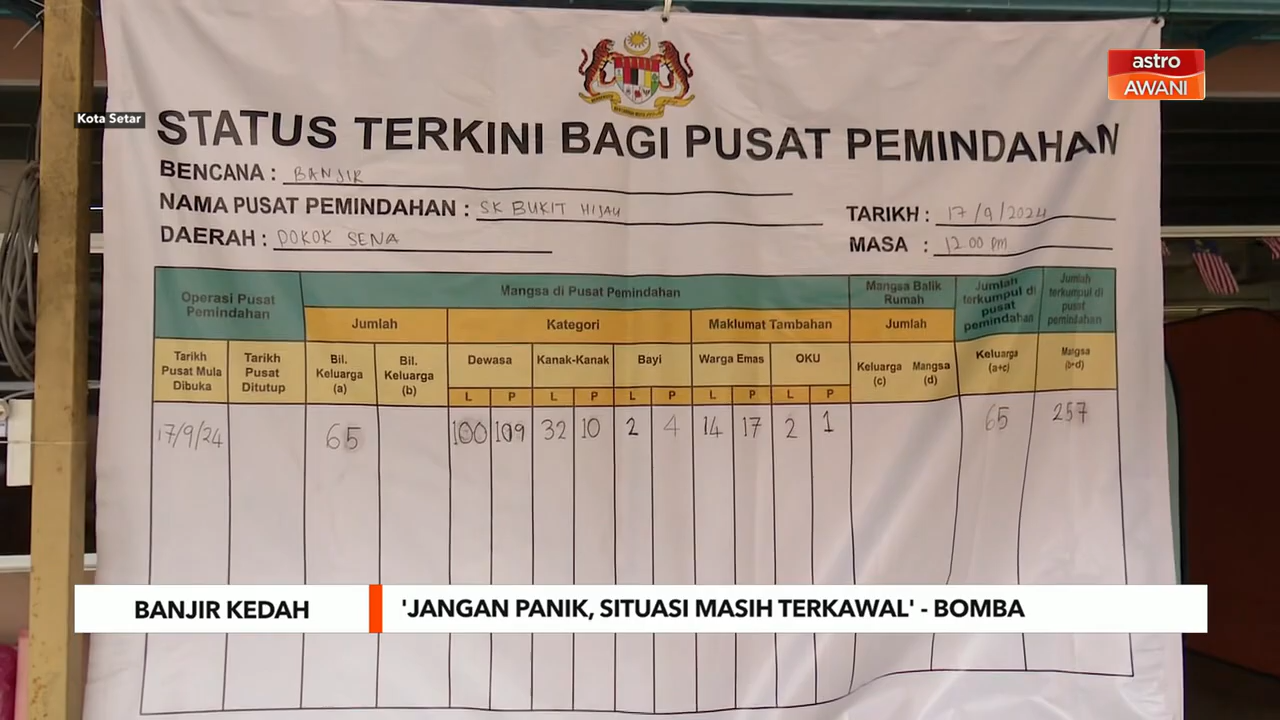 astro
AWANI
Kota Setar
STATUS TERKINI BAGI PUSAT PEMINDAHAN
BENCANA : BANJIR
NAMA PUSAT PEMINDAHAN : SK BUKIT HIJAU
TARIKH : 17/9/2024
DAERAH : POKOK SENA
MASA : 12.00 pm
Operasi Pusat Pemindahan
Mangsa di Pusat Pemindahan
Mangsa Balik Rumah
Jumlah terkumpul di pusat pemindahan
Jumlah terkumpul di pusat pemindahan
Jumlah
Kategori
Maklumat Tambahan
Jumlah
Tarikh Pusat Mula Dibuka
Tarikh Pusat Ditutup
Bil. Keluarga (a)
Bil. Keluarga (b)
Dewasa
Kanak-Kanak
Bayi
Warga Emas
OKU
Keluarga (c)
Mangsa (d)
Keluarga (a+c)
Mangsa (b+d)
L P L P L P L P L P
17/9/24 65 100 109 32 10 2 4 14 17 2 1 65 257
BANJIR KEDAH
'JANGAN PANIK, SITUASI MASIH TERKAWAL' - BOMBA